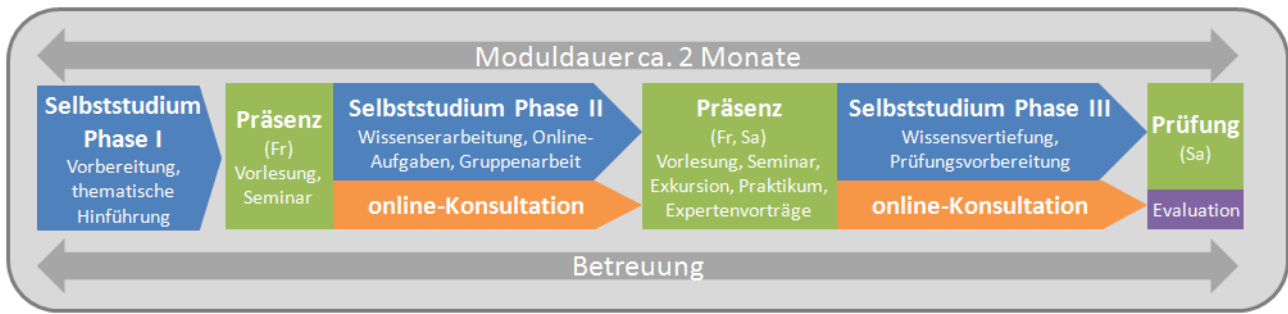 Moduldauer ca. 2 Monate
Selbststudium
Phase I
Vorbereitung,
thematische
Hinführung
Präsenz
(Fr)
Vorlesung,
Seminar
Selbststudium Phase II
Wissenserarbeitung, Online-
Aufgaben, Gruppenarbeit
online-Konsultation
Präsenz
(Fr, Sa)
Vorlesung, Seminar,
Exkursion, Praktikum,
Expertenvorträge
Selbststudium Phase III
Wissensvertiefung,
Prüfungsvorbereitung
online-Konsultation
Prüfung
(Sa)
Evaluation
Betreuung